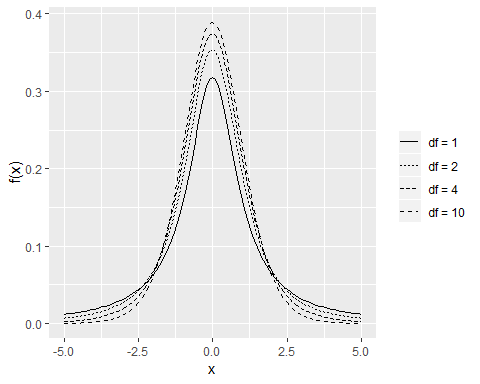 0.4
0.3
0.2
0.1
0.0
f(x)
-5.0 -2.5 0.0 2.5 5.0
x
df = 1
df = 2
df = 4
df = 10